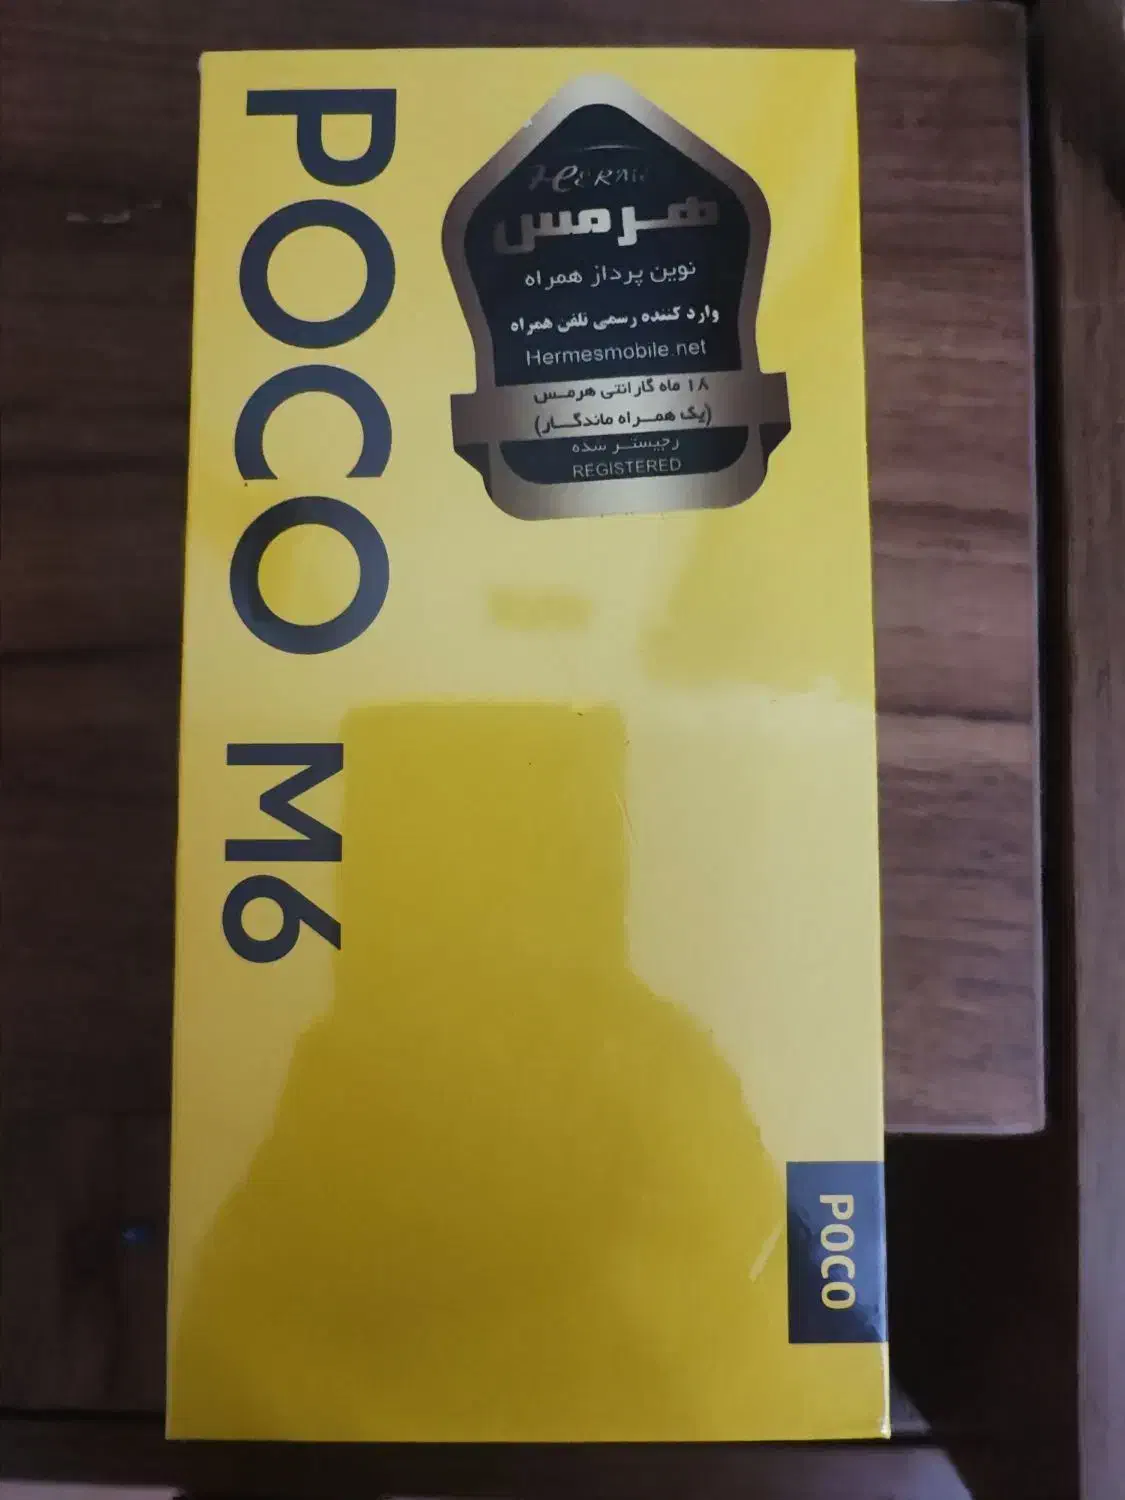 POCO M6
هرمس
نوین پرداز همراه
وارد کننده رسمی تلفن همراه
Hermesmobile.net
۱۸ ماه گارانتی هرمس
(یک همراه ماندگار)
رجیستر شده
REGISTERED
POCO